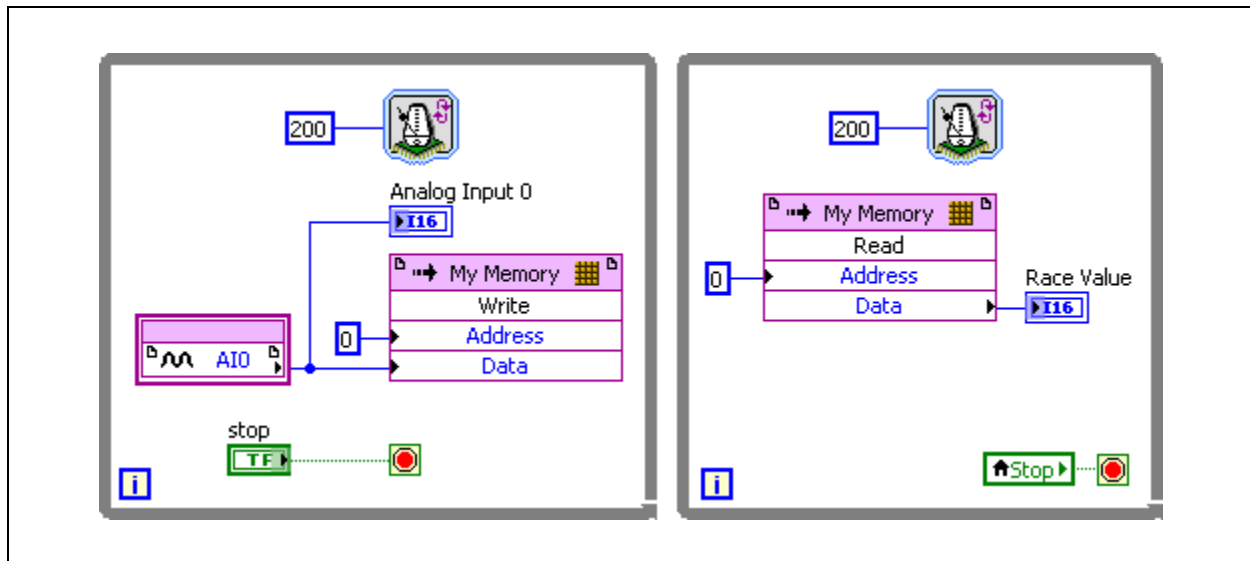 200
Analog Input 0
I16
My Memory
Write
0 Address
AI0 Data
stop
TF
i
200
My Memory
Read
0 Address Race Value
Data I16
Stop
i